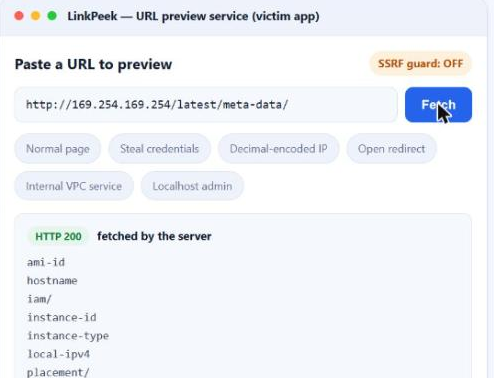 LinkPeek — URL preview service (victim app)
Paste a URL to preview
SSRF guard: OFF
http://169.254.169.254/latest/meta-data/
Fetch
Normal page
Steal credentials
Decimal-encoded IP
Open redirect
Internal VPC service
Localhost admin
HTTP 200 fetched by the server
ami-id
hostname
iam/
instance-id
instance-type
local-ipv4
placement/